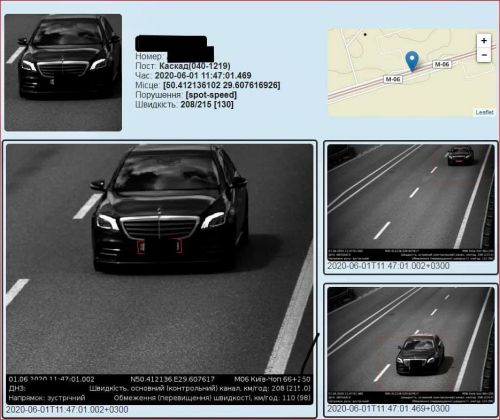 Номер:
Пост: Каскад(040-1219)
Час: 2020-06-01 11:47:01.469
Місце: [50.412136102 29.607616926]
Порушення: [spot-speed]
Швидкість: 208/215 [130]
+
-
M-06
M-06
Leaflet
01.06.2020 11:47:01.002 N50.412136 E29.607617 М06 Київ-Чоп 66+250
ДНЗ: Швидкість, основний (контрольний) канал, км/год: 208 (215.0)
Напрямок: зустрічний Обмеження (перевищення) швидкості, км/год: 110 (98)
2020-06-01T11:47:01.002+0300
2020-06-01T11:47:01.002+0300
2020-06-01T11:47:01.469+0300